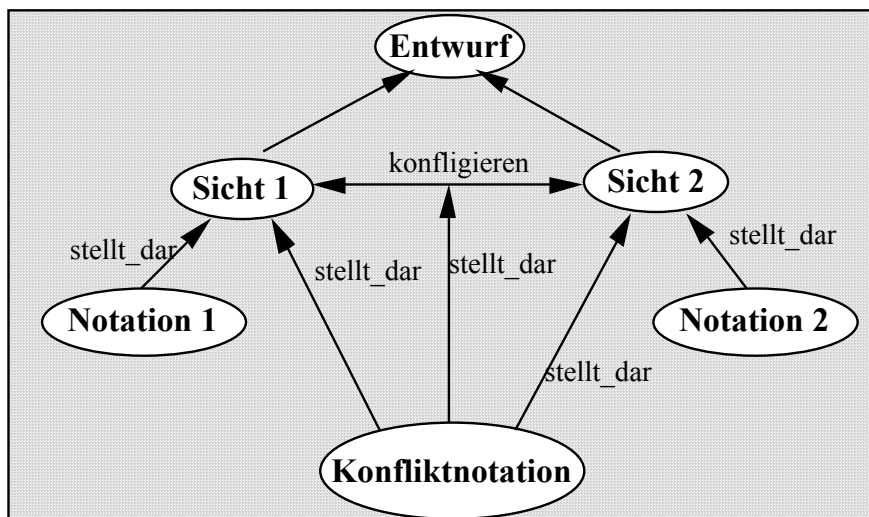 Entwurf
konfligieren
Sicht 1
Sicht 2
stellt_dar
stellt_dar
stellt_dar
stellt_dar
Notation 1
Notation 2
stellt_dar
Konfliktnotation